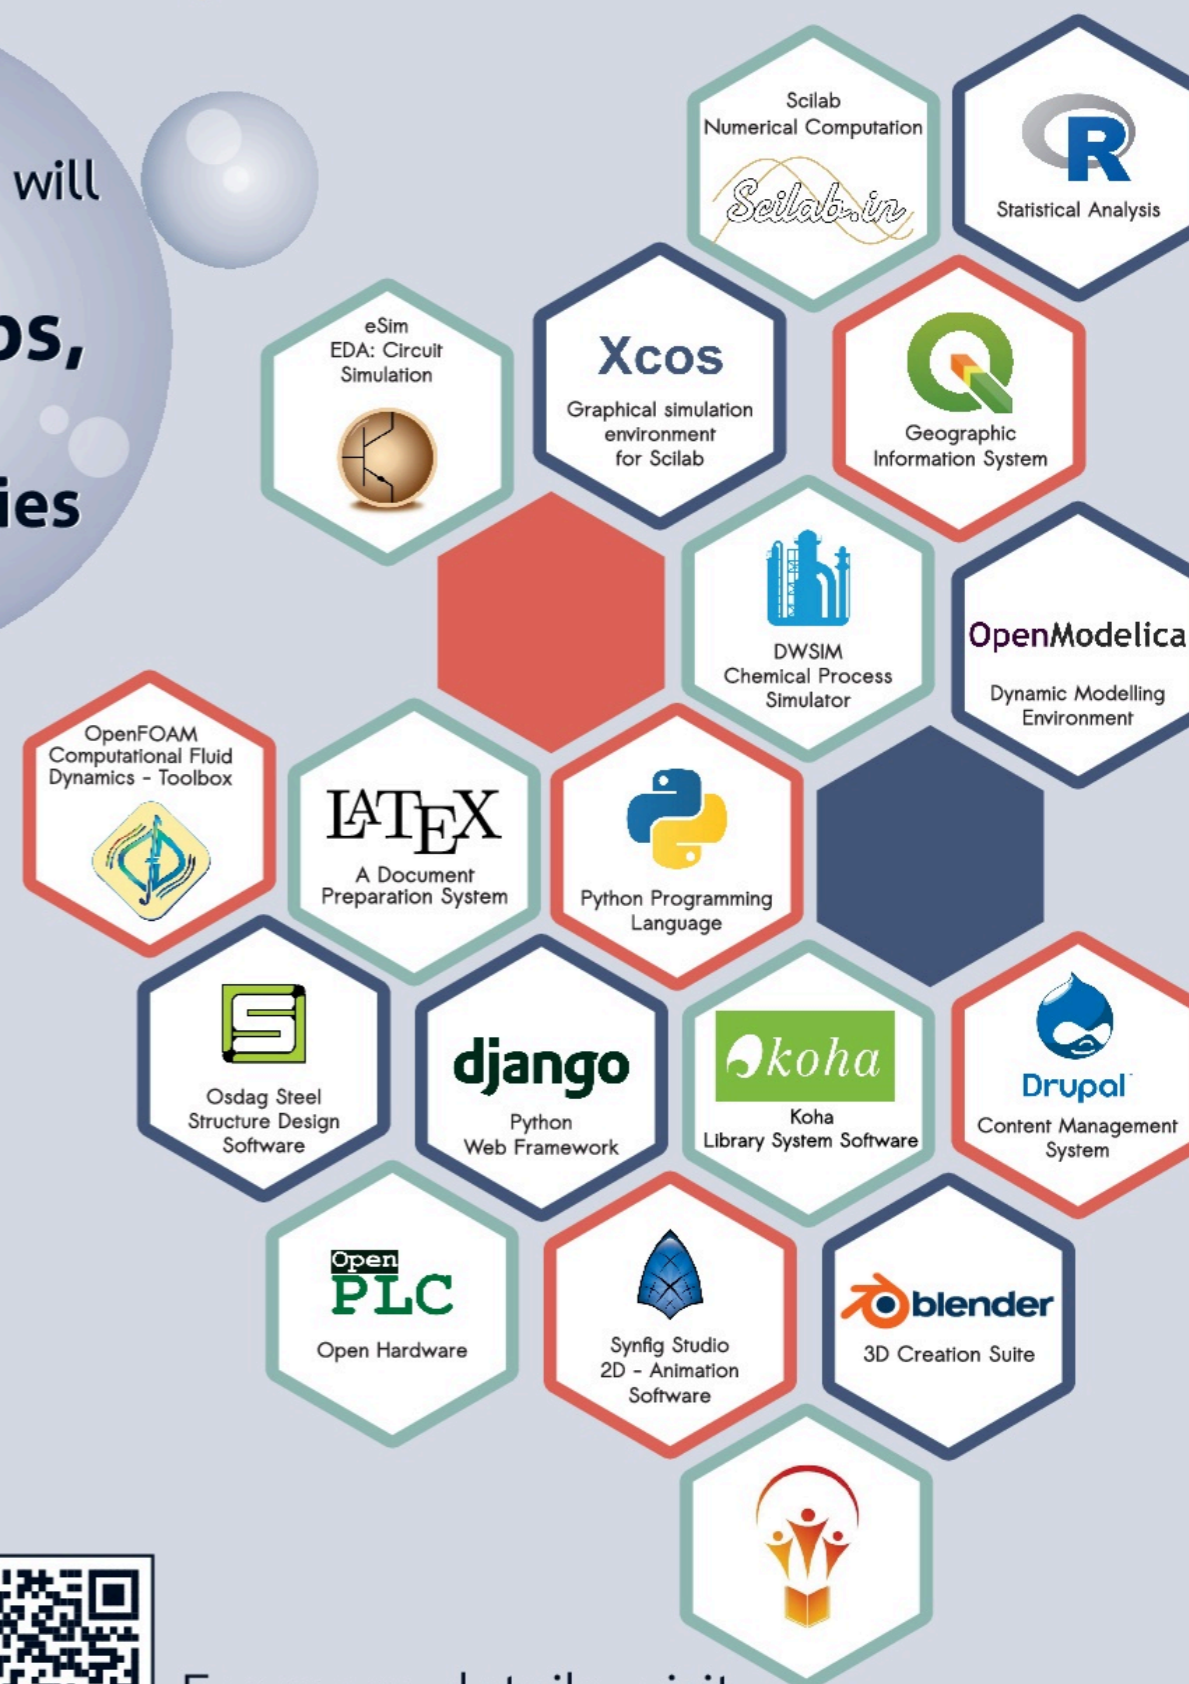 will
ies
Scilab
Numerical Computation
Scilab.in
R
Statistical Analysis
eSim
EDA: Circuit
Simulation
Xcos
Graphical simulation
environment
for Scilab
Geographic
Information System
DWSIM
Chemical Process
Simulator
OpenModelica
Dynamic Modelling
Environment
OpenFOAM
Computational Fluid
Dynamics - Toolbox
LATEX
A Document
Preparation System
Python Programming
Language
Osdag Steel
Structure Design
Software
django
Python
Web Framework
koha
Koha
Library System Software
Drupal
Content Management
System
Open
PLC
Open Hardware
Synfig Studio
2D - Animation
Software
blender
3D Creation Suite